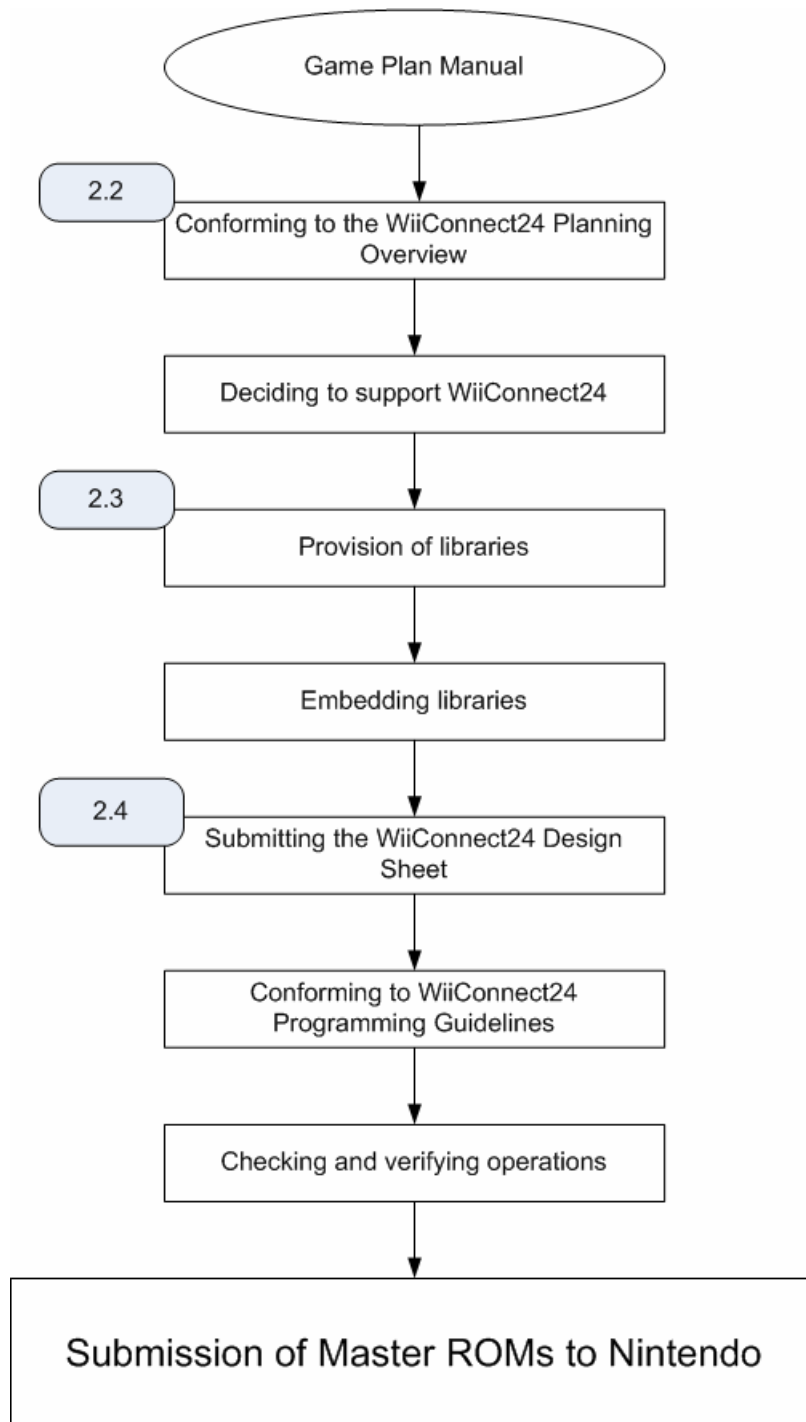 Game Plan Manual
2.2
Conforming to the WiiConnect24 Planning
Overview
Deciding to support WiiConnect24
2.3
Provision of libraries
Embedding libraries
2.4
Submitting the WiiConnect24 Design
Sheet
Conforming to WiiConnect24
Programming Guidelines
Checking and verifying operations
Submission of Master ROMs to Nintendo